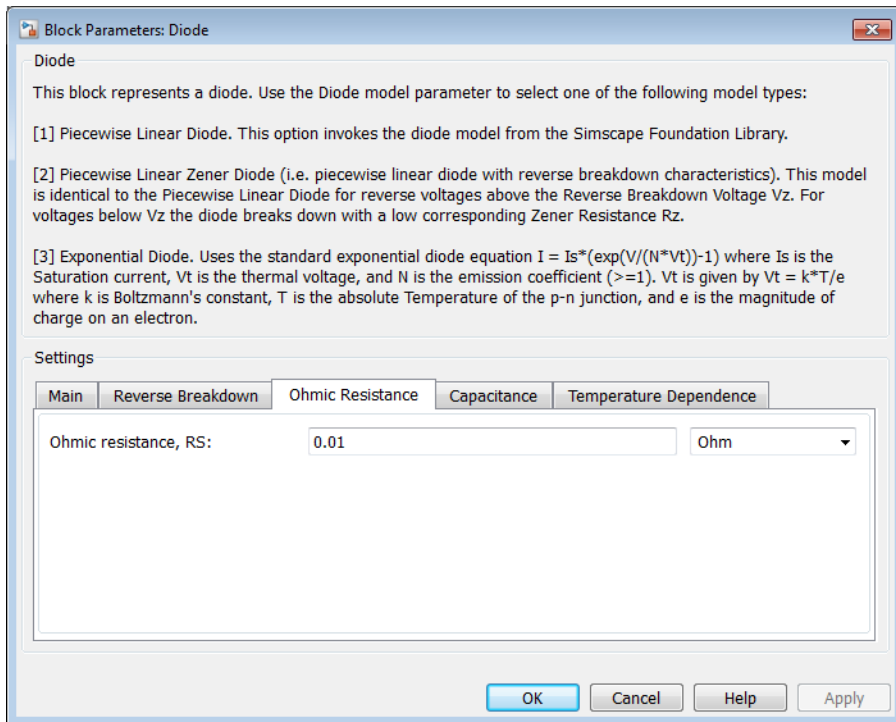 Block Parameters: Diode
Diode
This block represents a diode. Use the Diode model parameter to select one of the following model types:
[1] Piecewise Linear Diode. This option invokes the diode model from the Simscape Foundation Library.
[2] Piecewise Linear Zener Diode (i.e. piecewise linear diode with reverse breakdown characteristics). This model
is identical to the Piecewise Linear Diode for reverse voltages above the Reverse Breakdown Voltage Vz. For
voltages below Vz the diode breaks down with a low corresponding Zener Resistance Rz.
[3] Exponential Diode. Uses the standard exponential diode equation I = Is*(exp(V/(N*Vt))-1) where Is is the
Saturation current, Vt is the thermal voltage, and N is the emission coefficient (>=1). Vt is given by Vt = k*T/e
where k is Boltzmann's constant, T is the absolute Temperature of the p-n junction, and e is the magnitude of
charge on an electron.
Settings
Main Reverse Breakdown Ohmic Resistance Capacitance Temperature Dependence
Ohmic resistance, RS: 0.01 Ohm
OK Cancel Help Apply